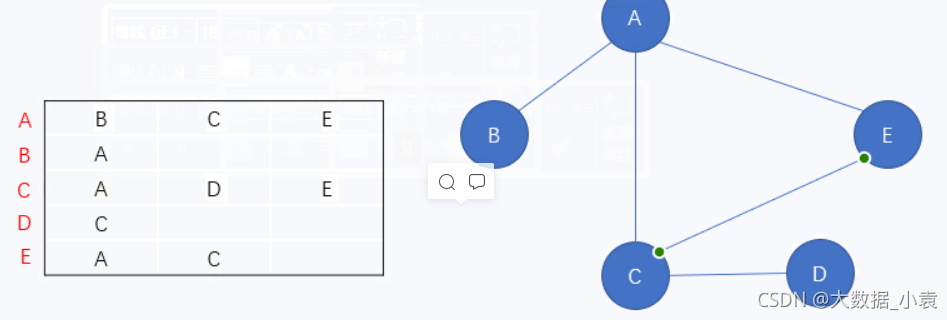 A B C E
B A
C A D E
D C
E A C
A
B
E
C
D
CSDN @大数据_小袁